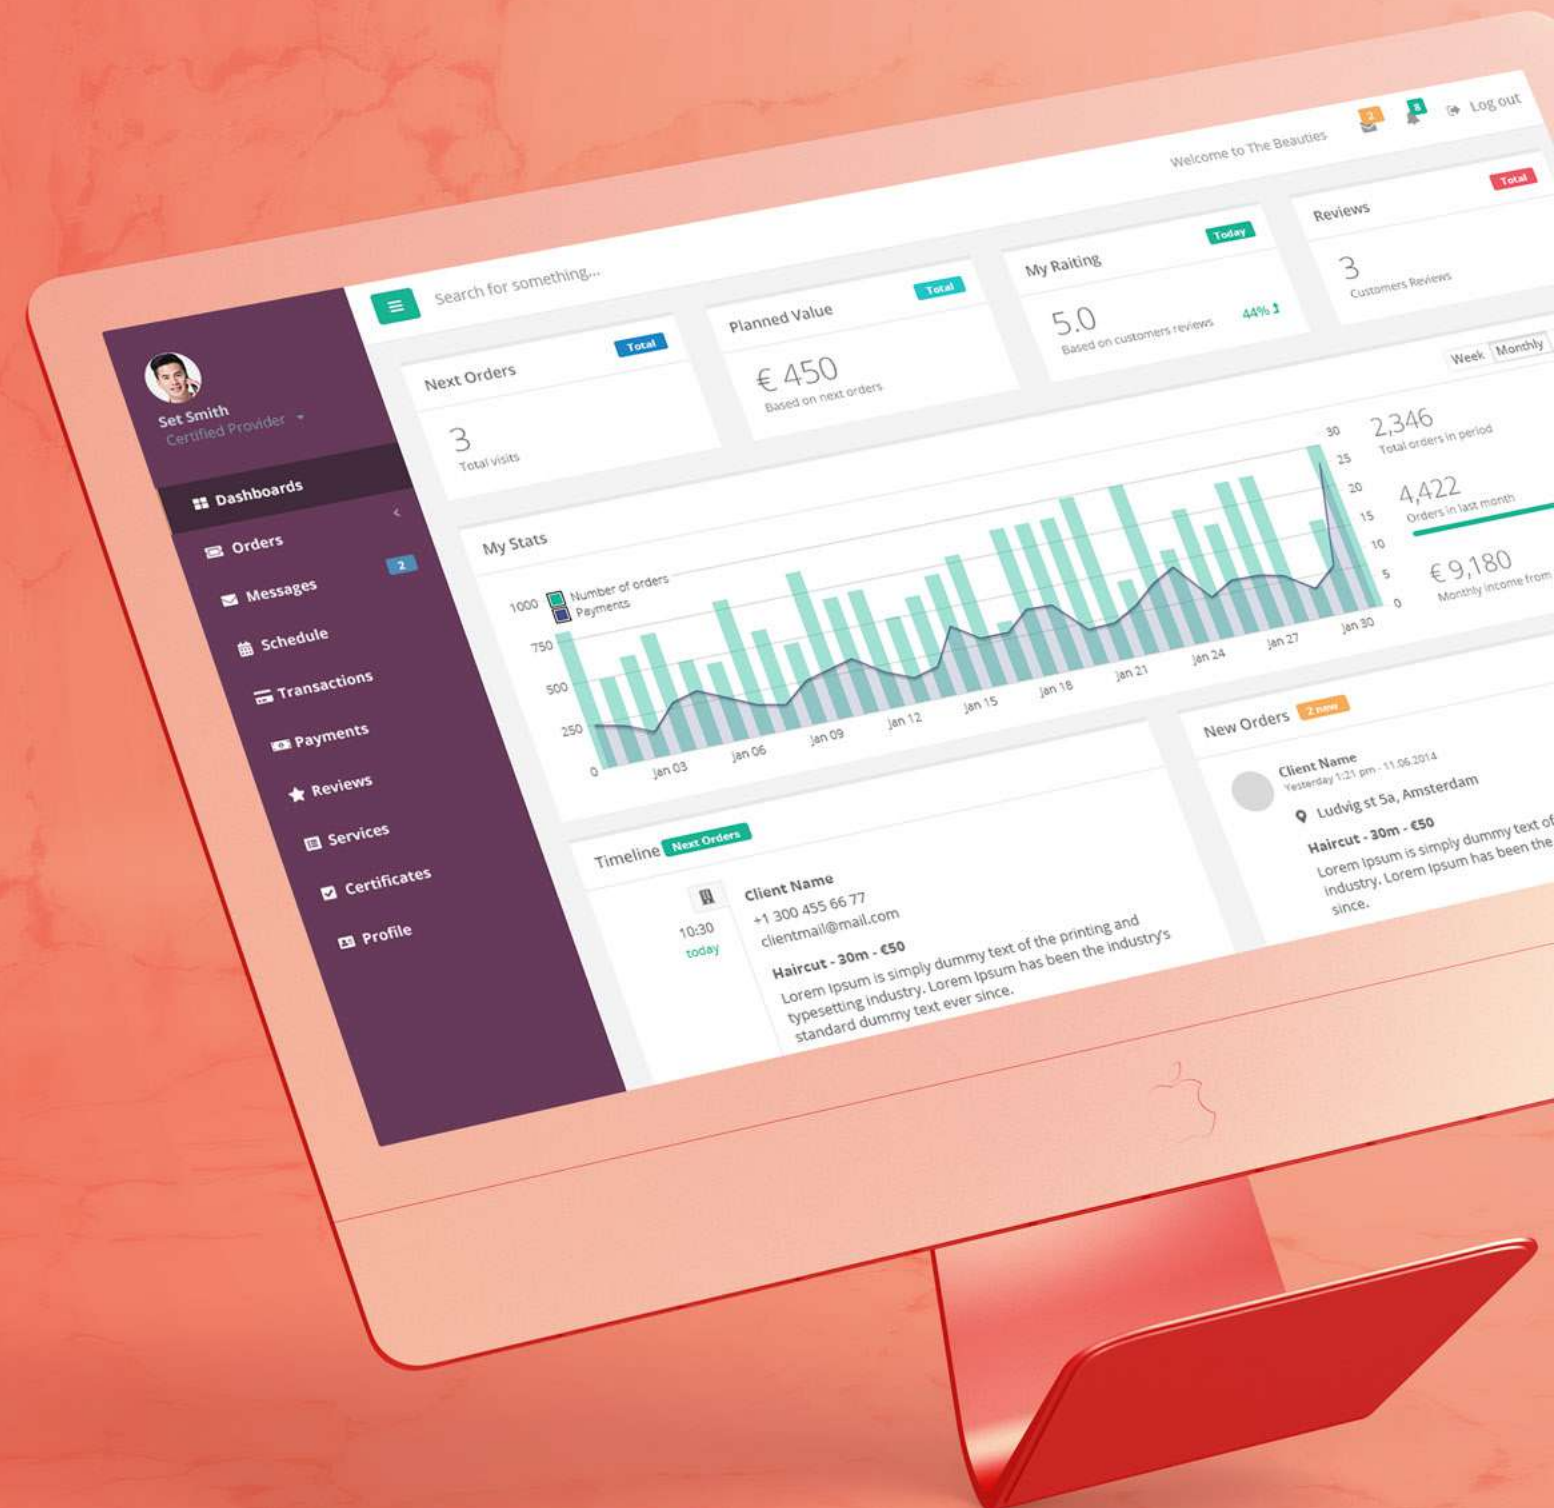 Search for something...
Welcome to The Beauties
2
8
Log out
Set Smith
Certified Provider
Dashboards
Orders
Messages
2
Schedule
Transactions
Payments
Reviews
Services
Certificates
Profile
Next Orders
Total
3
Total visits
Planned Value
Total
€ 450
Based on next orders
My Raiting
Today
5.0
Based on customers reviews
44%
Reviews
Total
3
Customers Reviews
My Stats
Week
Monthly
Number of orders
Payments
1000
750
500
250
0
30
25
20
15
10
5
0
Jan 03
Jan 06
Jan 09
Jan 12
Jan 15
Jan 18
Jan 21
Jan 24
Jan 27
Jan 30
2,346
Total orders in period
4,422
Orders in last month
€ 9,180
Monthly income from
Timeline
Next Orders
10:30
today
Client Name
+1 300 455 66 77
clientmail@mail.com
Haircut - 30m - €50
Lorem Ipsum is simply dummy text of the printing and
typesetting industry. Lorem Ipsum has been the industry's
standard dummy text ever since.
New Orders
2 new
Client Name
Yesterday 1:21 pm - 11.06.2014
Ludvig st 5a, Amsterdam
Haircut - 30m - €50
Lorem Ipsum is simply dummy text of
industry. Lorem Ipsum has been the
since.